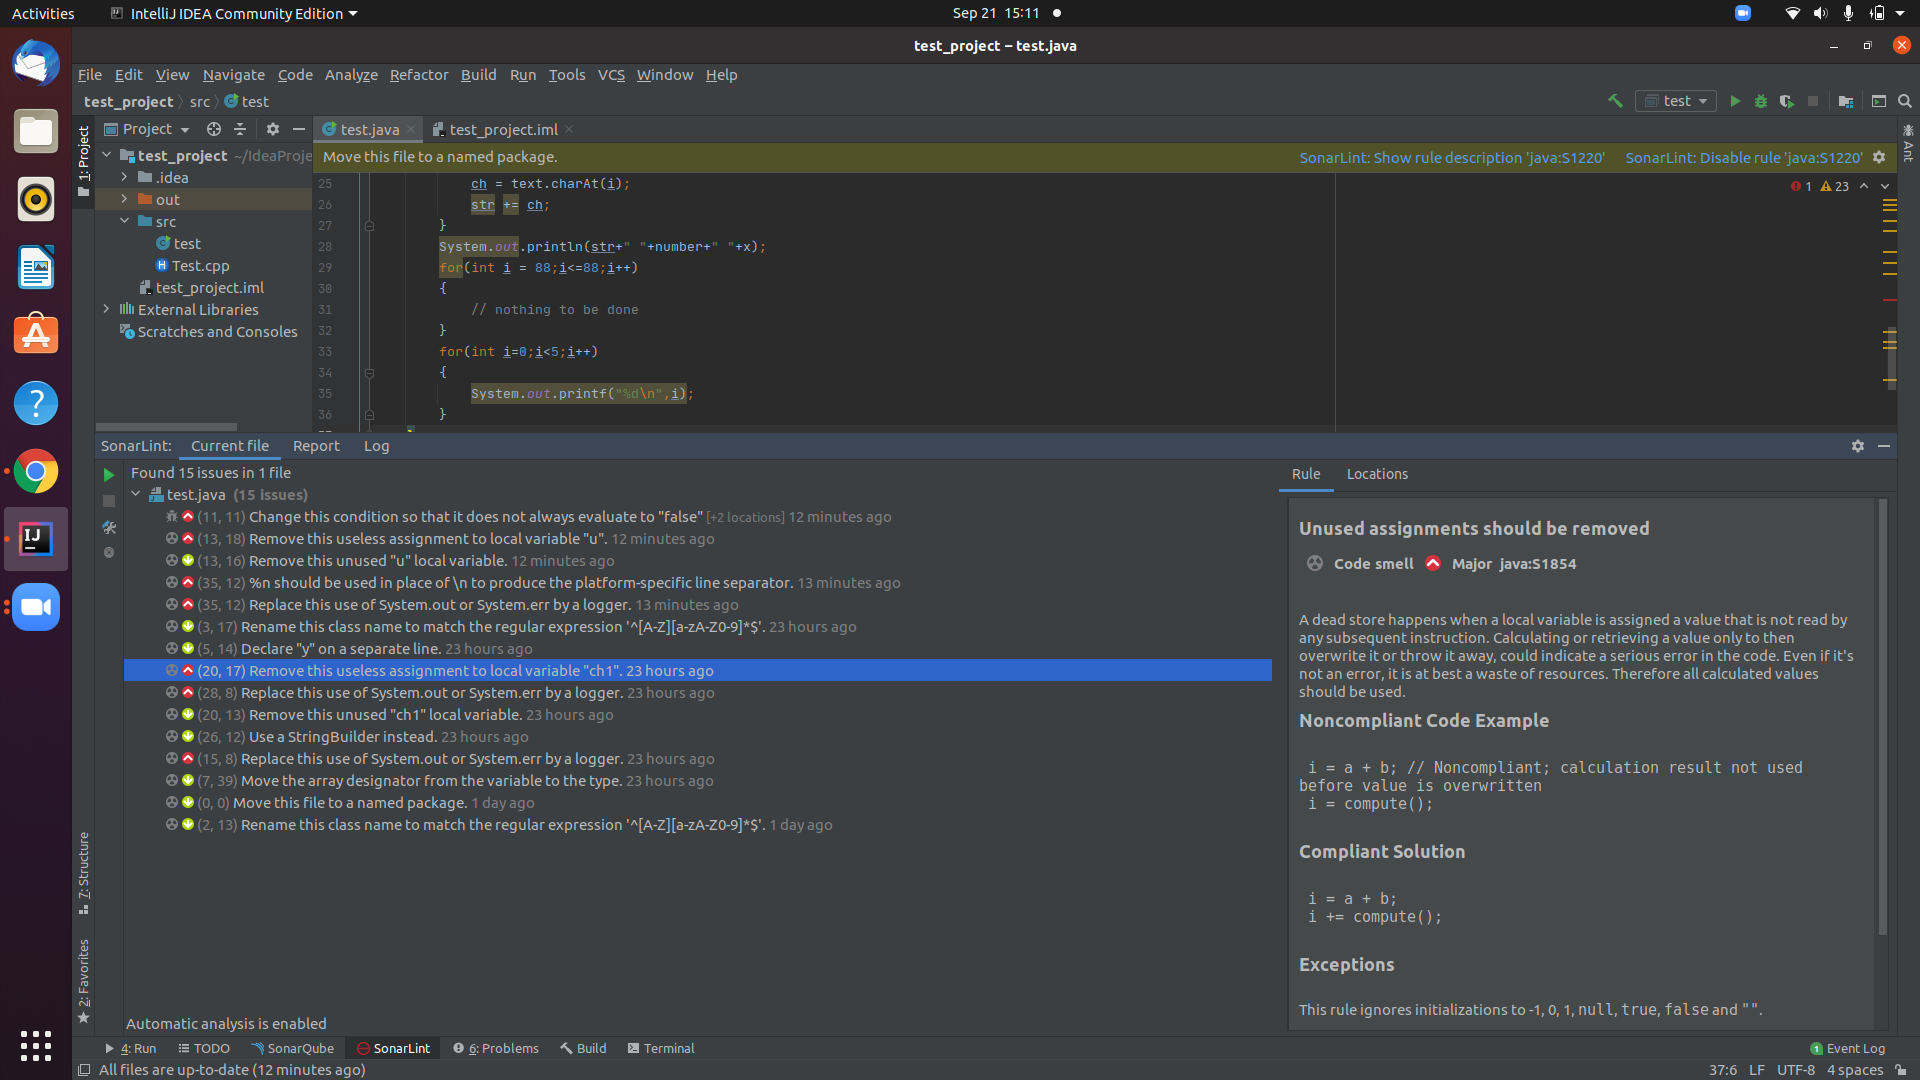 Activities
IntelliJ IDEA Community Edition
Sep 21 15:11
test_project – test.java
File Edit View Navigate Code Analyze Refactor Build Run Tools VCS Window Help
test_project src test
test
1: Project
Project
test.java
test_project.iml
Ant
test_project ~/IdeaProje
.idea
out
src
test
Test.cpp
test_project.iml
External Libraries
Scratches and Consoles
Move this file to a named package.
SonarLint: Show rule description 'java:S1220'
SonarLint: Disable rule 'java:S1220'
1 23
25 ch = text.charAt(i);
26 str += ch;
27 }
28 System.out.println(str+" "+number+" "+x);
29 for(int i = 88;i<=88;i++)
30 {
31 // nothing to be done
32 }
33 for(int i=0;i<5;i++)
34 {
35 System.out.printf("%d\n",i);
36 }
SonarLint: Current file Report Log
Found 15 issues in 1 file
test.java (15 issues)
(11, 11) Change this condition so that it does not always evaluate to "false" [+2 locations] 12 minutes ago
(13, 18) Remove this useless assignment to local variable "u". 12 minutes ago
(13, 16) Remove this unused "u" local variable. 12 minutes ago
(35, 12) %n should be used in place of \n to produce the platform-specific line separator. 13 minutes ago
(35, 12) Replace this use of System.out or System.err by a logger. 13 minutes ago
(3, 17) Rename this class name to match the regular expression '^[A-Z][a-zA-Z0-9]*$'. 23 hours ago
(5, 14) Declare "y" on a separate line. 23 hours ago
(20, 17) Remove this useless assignment to local variable "ch1". 23 hours ago
(28, 8) Replace this use of System.out or System.err by a logger. 23 hours ago
(20, 13) Remove this unused "ch1" local variable. 23 hours ago
(26, 12) Use a StringBuilder instead. 23 hours ago
(15, 8) Replace this use of System.out or System.err by a logger. 23 hours ago
(7, 39) Move the array designator from the variable to the type. 23 hours ago
(0, 0) Move this file to a named package. 1 day ago
(2, 13) Rename this class name to match the regular expression '^[A-Z][a-zA-Z0-9]*$'. 1 day ago
Automatic analysis is enabled
Rule Locations
Unused assignments should be removed
Code smell Major java:S1854
A dead store happens when a local variable is assigned a value that is not read by
any subsequent instruction. Calculating or retrieving a value only to then
overwrite it or throw it away, could indicate a serious error in the code. Even if it's
not an error, it is at best a waste of resources. Therefore all calculated values
should be used.
Noncompliant Code Example
i = a + b; // Noncompliant; calculation result not used
before value is overwritten
i = compute();
Compliant Solution
i = a + b;
i += compute();
Exceptions
This rule ignores initializations to -1, 0, 1, null, true, false and "".
7: Structure
2: Favorites
4: Run TODO SonarQube SonarLint 6: Problems Build Terminal
1 Event Log
All files are up-to-date (12 minutes ago)
37:6 LF UTF-8 4 spaces